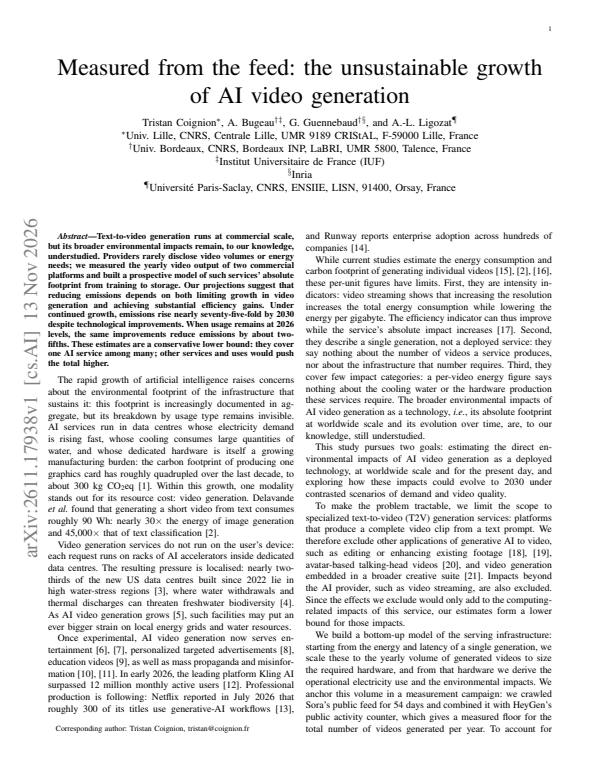 1
Measured from the feed: the unsustainable growth
of AI video generation
Tristan Coignion*, A. Bugeau†‡, G. Guennebaud†§, and A.-L. Ligozat¶
*Univ. Lille, CNRS, Centrale Lille, UMR 9189 CRIStAL, F-59000 Lille, France
†Univ. Bordeaux, CNRS, Bordeaux INP, LaBRI, UMR 5800, Talence, France
‡Institut Universitaire de France (IUF)
§Inria
¶Université Paris-Saclay, CNRS, ENSIIE, LISN, 91400, Orsay, France
arXiv:2611.17938v1 [cs.AI] 13 Nov 2026
Abstract—Text-to-video generation runs at commercial scale,
but its broader environmental impacts remain, to our knowledge,
undisclosed. Providers rarely disclose video volumes or energy
needs; we measured the yearly video output of two commercial
platforms and built a prospective model of such services' absolute
footprint from training to storage. Our projections suggest that
reducing emissions depends on both limiting growth in video
generation and achieving substantial efficiency gains. Under
continued growth, emissions rise nearly seventy-five-fold by 2030
despite technological improvements. When usage remains at 2026
levels, the same improvements reduce emissions by about two-
fifths. These estimates are a conservative lower bound: they cover
one AI service among many; other services and uses would push
the total higher.
The rapid growth of artificial intelligence raises concerns
about the environmental footprint of the infrastructure that
sustains it: this footprint is increasingly documented in ag-
gregate, but its breakdown by usage type remains invisible.
AI services run in data centres whose electricity demand
is rising fast, whose cooling consumes large quantities of
water, and whose dedicated hardware is itself a growing
manufacturing burden: the carbon footprint of producing one
graphics card has roughly quadrupled over the last decade, to
about 300 kg CO₂eq [1]. Within this growth, one modality
stands out for its resource cost: video generation. Delavande
et al. found that generating a short video from text consumes
roughly 90 Wh: nearly 30× the energy of image generation
and 45,000× that of text classification [2].
Video generation services do not run on the user's device:
each request runs on racks of AI accelerators inside dedicated
data centres. The resulting pressure is localised: nearly two-
thirds of the new US data centres built since 2022 lie in
high water-stress regions [3], where water withdrawals and
thermal discharges can threaten freshwater biodiversity [4].
As AI video generation grows [5], such facilities may put an
ever bigger strain on local energy grids and water resources.
Once experimental, AI video generation now serves en-
tertainment [6], [7], personalized targeted advertisements [8],
education videos [9], as well as mass propaganda and misinfor-
mation [10], [11]. In early 2026, the leading platform Kling AI
surpassed 12 million monthly active users [12]. Professional
production is following: Netflix reported in July 2026 that
roughly 300 of its titles use generative-AI workflows [13],
Corresponding author: Tristan Coignion, tristan@coignion.fr
and Runway reports enterprise adoption across hundreds of
companies [14].
While current studies estimate the energy consumption and
carbon footprint of generating individual videos [15], [2], [16],
these per-unit figures have limits. First, they are intensity in-
dicators: video streaming shows that increasing the resolution
increases the total energy consumption while lowering the
energy per gigabyte. The efficiency indicator can thus improve
while the service's absolute impact increases [17]. Second,
they describe a single generation, not a deployed service: they
say nothing about the number of videos a service produces,
nor about the infrastructure that number requires. Third, they
cover few impact categories: a per-video energy figure says
nothing about the cooling water or the hardware production
these services require. The broader environmental impacts of
AI video generation as a technology, i.e., its absolute footprint
at worldwide scale and its evolution over time, are, to our
knowledge, still understudied.
This study pursues two goals: estimating the direct en-
vironmental impacts of AI video generation as a deployed
technology, at worldwide scale and for the present day, and
exploring how these impacts could evolve to 2030 under
contrasted scenarios of demand and video quality.
To make the problem tractable, we limit the scope to
specialized text-to-video (T2V) generation services: platforms
that produce a complete video clip from a text prompt. We
therefore exclude other applications of generative AI to video,
such as editing or enhancing existing footage [18], [19],
avatar-based talking-head videos [20], and video generation
embedded in a broader creative suite [21]. Impacts beyond
the AI provider, such as video streaming, are also excluded.
Since the effects we exclude would only add to the computing-
related impacts of this service, our estimates form a lower
bound for those impacts.
We build a bottom-up model of the serving infrastructure:
starting from the energy and latency of a single generation, we
scale these to the yearly volume of generated videos to size
the required hardware, and from that hardware we derive the
operational electricity use and the environmental impacts. We
anchor this volume in a measurement campaign: we crawled
Sora's public feed for 54 days and combined it with HeyGen's
public activity counter, which gives a measured floor for the
total number of videos generated per year. To account for